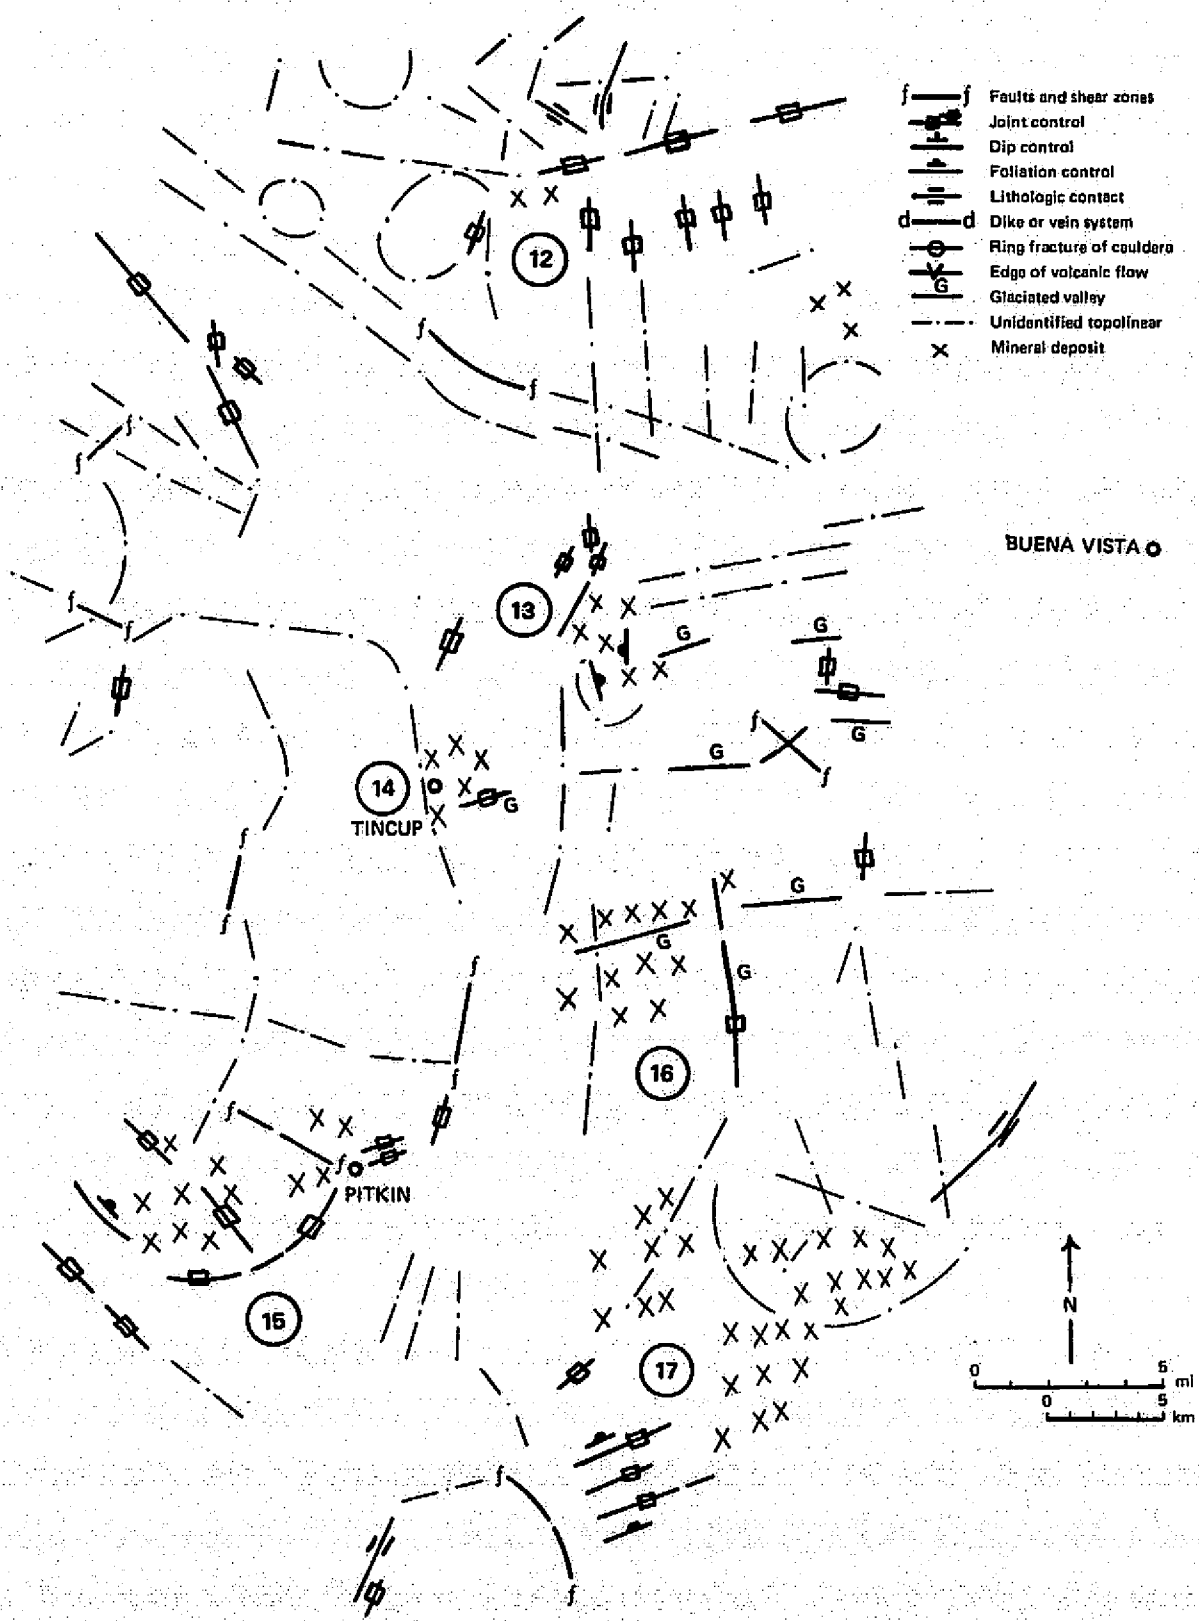 f f Faults and shear zones
Joint control
Dip control
Foliation control
Lithologic contact
d d Dike or vein system
Ring fracture of cauldera
Edge of volcanic flow
G Glaciated valley
Unidentified topolinear
Mineral deposit
12
f
f
f
f
BUENA VISTA
13
f
f
G
G
G
f
G
f
14
G
TINCUP
f
f
G
G
G
f
f
16
f
f
PITKIN
15
N
17
0 5 mi
0 5 km
f
f